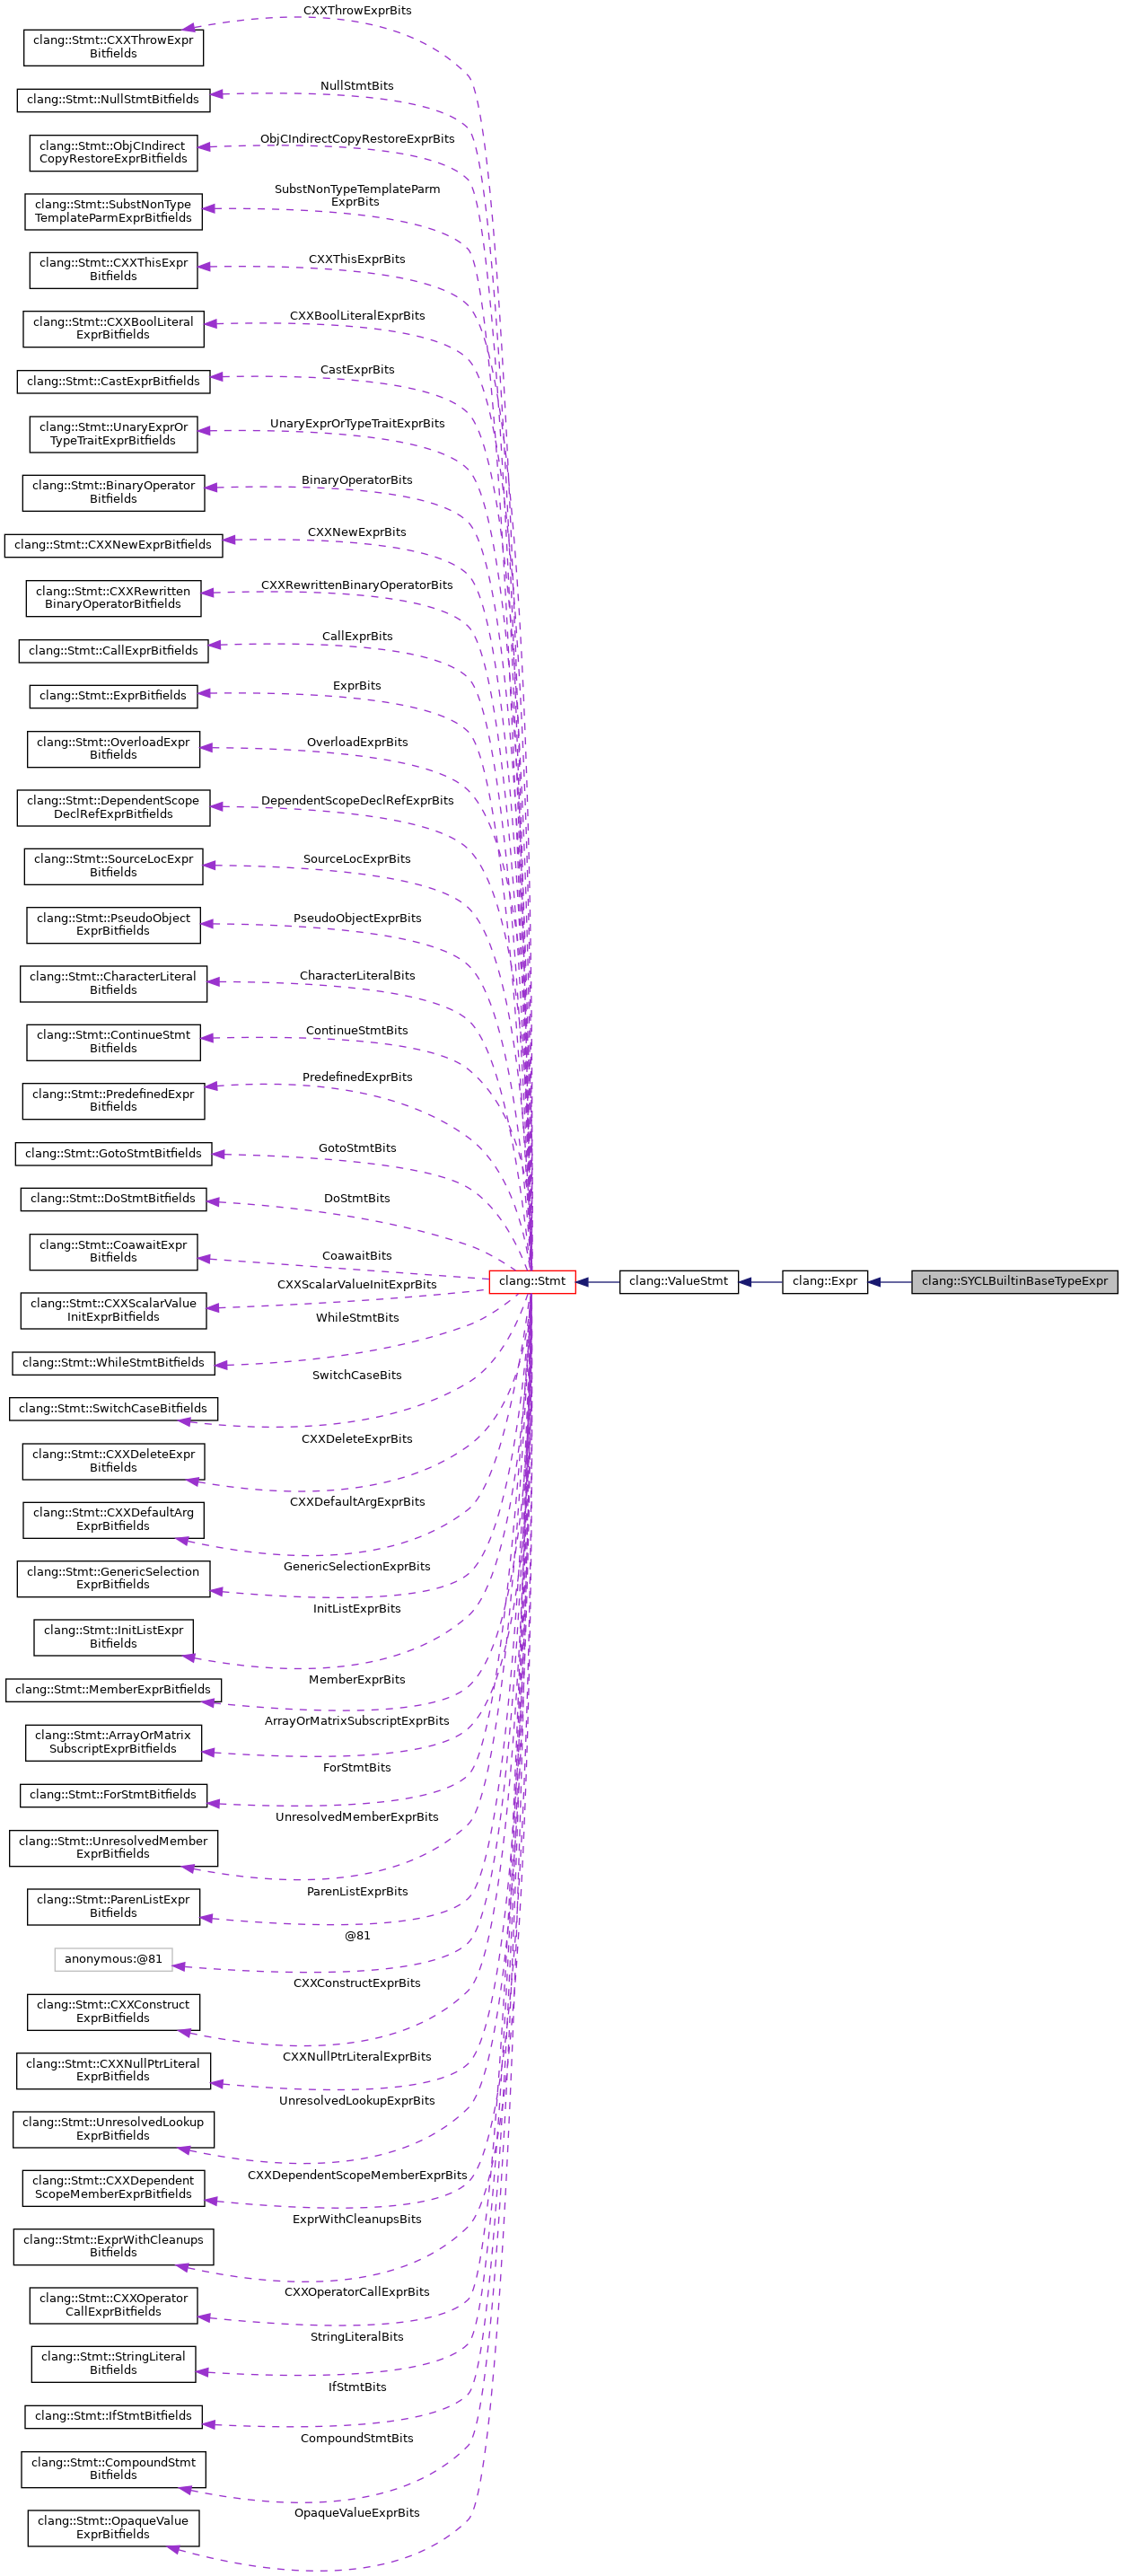 CXXThrowExprBits
clang::Stmt::CXXThrowExpr
Bitfields
NullStmtBits
clang::Stmt::NullStmtBitfields
ObjCIndirectCopyRestoreExprBits
clang::Stmt::ObjCIndirect
CopyRestoreExprBitfields
SubstNonTypeTemplateParm
ExprBits
clang::Stmt::SubstNonType
TemplateParmExprBitfields
CXXThisExprBits
clang::Stmt::CXXThisExpr
Bitfields
CXXBoolLiteralExprBits
clang::Stmt::CXXBoolLiteral
ExprBitfields
CastExprBits
clang::Stmt::CastExprBitfields
UnaryExprOrTypeTraitExprBits
clang::Stmt::UnaryExprOr
TypeTraitExprBitfields
BinaryOperatorBits
clang::Stmt::BinaryOperator
Bitfields
CXXNewExprBits
clang::Stmt::CXXNewExprBitfields
CXXRewrittenBinaryOperatorBits
clang::Stmt::CXXRewritten
BinaryOperatorBitfields
CallExprBits
clang::Stmt::CallExprBitfields
ExprBits
clang::Stmt::ExprBitfields
OverloadExprBits
clang::Stmt::OverloadExpr
Bitfields
DependentScopeDeclRefExprBits
clang::Stmt::DependentScope
DeclRefExprBitfields
SourceLocExprBits
clang::Stmt::SourceLocExpr
Bitfields
PseudoObjectExprBits
clang::Stmt::PseudoObject
ExprBitfields
CharacterLiteralBits
clang::Stmt::CharacterLiteral
Bitfields
ContinueStmtBits
clang::Stmt::ContinueStmt
Bitfields
PredefinedExprBits
clang::Stmt::PredefinedExpr
Bitfields
GotoStmtBits
clang::Stmt::GotoStmtBitfields
DoStmtBits
clang::Stmt::DoStmtBitfields
CoawaitBits
clang::Stmt::CoawaitExpr
Bitfields
clang::Stmt
clang::ValueStmt
clang::Expr
clang::SYCLBuiltinBaseTypeExpr
CXXScalarValueInitExprBits
clang::Stmt::CXXScalarValue
InitExprBitfields
WhileStmtBits
clang::Stmt::WhileStmtBitfields
SwitchCaseBits
clang::Stmt::SwitchCaseBitfields
CXXDeleteExprBits
clang::Stmt::CXXDeleteExpr
Bitfields
CXXDefaultArgExprBits
clang::Stmt::CXXDefaultArg
ExprBitfields
GenericSelectionExprBits
clang::Stmt::GenericSelection
ExprBitfields
InitListExprBits
clang::Stmt::InitListExpr
Bitfields
MemberExprBits
clang::Stmt::MemberExprBitfields
ArrayOrMatrixSubscriptExprBits
clang::Stmt::ArrayOrMatrix
SubscriptExprBitfields
ForStmtBits
clang::Stmt::ForStmtBitfields
UnresolvedMemberExprBits
clang::Stmt::UnresolvedMember
ExprBitfields
ParenListExprBits
clang::Stmt::ParenListExpr
Bitfields
@81
anonymous:@81
CXXConstructExprBits
clang::Stmt::CXXConstruct
ExprBitfields
CXXNullPtrLiteralExprBits
clang::Stmt::CXXNullPtrLiteral
ExprBitfields
UnresolvedLookupExprBits
clang::Stmt::UnresolvedLookup
ExprBitfields
CXXDependentScopeMemberExprBits
clang::Stmt::CXXDependent
ScopeMemberExprBitfields
ExprWithCleanupsBits
clang::Stmt::ExprWithCleanups
Bitfields
CXXOperatorCallExprBits
clang::Stmt::CXXOperator
CallExprBitfields
StringLiteralBits
clang::Stmt::StringLiteral
Bitfields
IfStmtBits
clang::Stmt::IfStmtBitfields
CompoundStmtBits
clang::Stmt::CompoundStmt
Bitfields
OpaqueValueExprBits
clang::Stmt::OpaqueValue
ExprBitfields